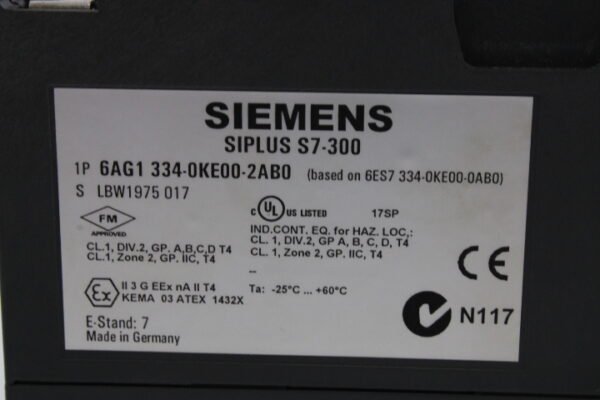 SIEMENS
SIPLUS S7-300
1P 6AG1 334-0KE00-2AB0 (based on 6ES7 334-0KE00-0AB0)
S LBW1975 017
FM
APPROVED
CL.1, DIV.2, GP. A,B,C,D T4
CL.1, Zone 2, GP. IIC, T4
C UL US LISTED 17SP
IND.CONT. EQ. for HAZ. LOC,:
CL. 1, DIV.2, GP A, B, C, D, T4
CL. 1, Zone 2, GP. IIC, T4
--
Ex II 3 G EEx nA II T4
KEMA 03 ATEX 1432X
Ta: -25°C ... +60°C
CE
N117
E-Stand: 7
Made in Germany